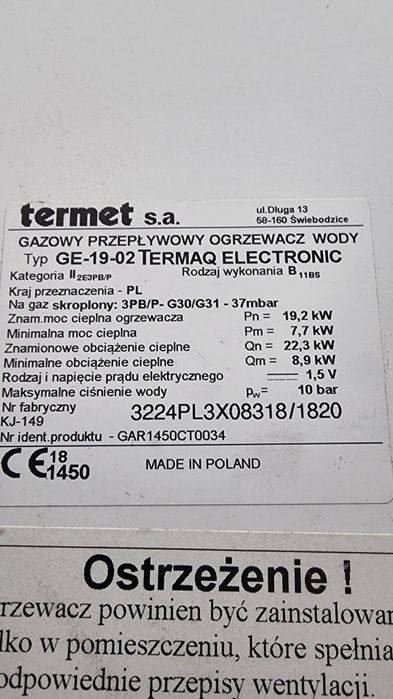 termet s.a.
ul.Długa 13
58-160 Świebodzice
GAZOWY PRZEPŁYWOWY OGRZEWACZ WODY
Typ GE-19-02 TERMAQ ELECTRONIC
Kategoria II2E3PB/P Rodzaj wykonania B11BS
Kraj przeznaczenia - PL
Na gaz skroplony: 3PB/P- G30/G31 - 37mbar
Znam.moc cieplna ogrzewacza Pn = 19,2 kW
Minimalna moc cieplna Pm = 7,7 kW
Znamionowe obciążenie cieplne Qn = 22,3 kW
Minimalne obciążenie cieplne Qm = 8,9 kW
Rodzaj i napięcie prądu elektrycznego 1,5 V
Maksymalne ciśnienie wody pw= 10 bar
Nr fabryczny 3224PL3X08318/1820
KJ-149
Nr ident.produktu - GAR1450CT0034
CE 18 1450 MADE IN POLAND
Ostrzeżenie !
rzewacz powinien być zainstalowan
lko w pomieszczeniu, które spełnia
odpowiednie przepisy wentylacji.